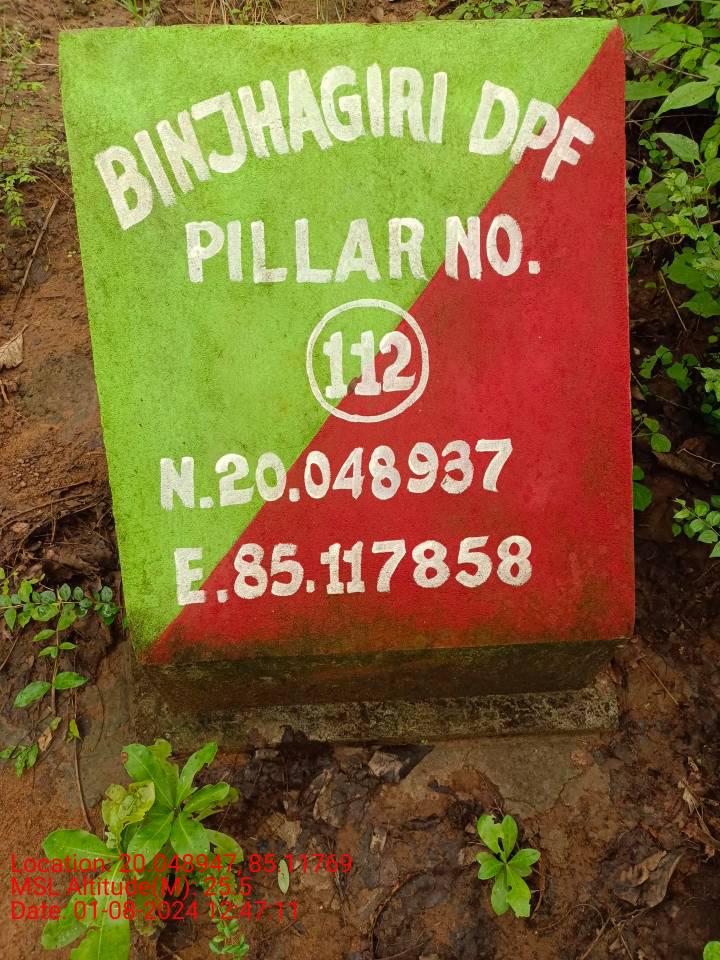 BINJHAGIRI DPF
PILLAR NO.
112
N.20.048937
E.85.117858
Location: 20.048947, 85.11769
MSL Altitude(M): 25.5
Date: 01-08-2024 12:47:11